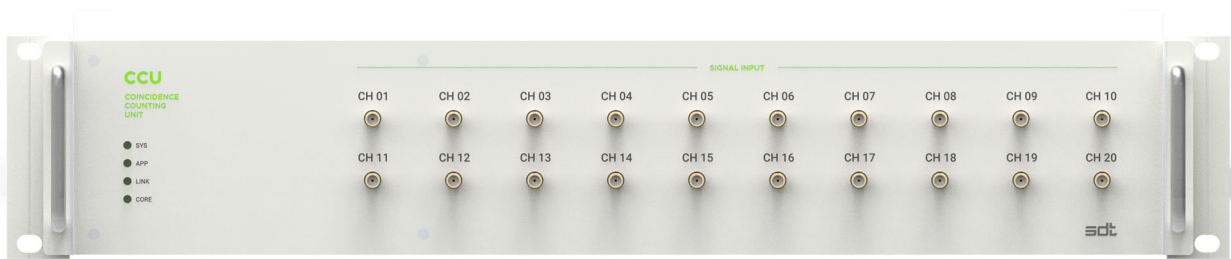 CCU
COINCIDENCE
COUNTING
UNIT
SYS
APP
LINK
CORE
SIGNAL INPUT
CH 01 CH 02 CH 03 CH 04 CH 05 CH 06 CH 07 CH 08 CH 09 CH 10
CH 11 CH 12 CH 13 CH 14 CH 15 CH 16 CH 17 CH 18 CH 19 CH 20
sdt